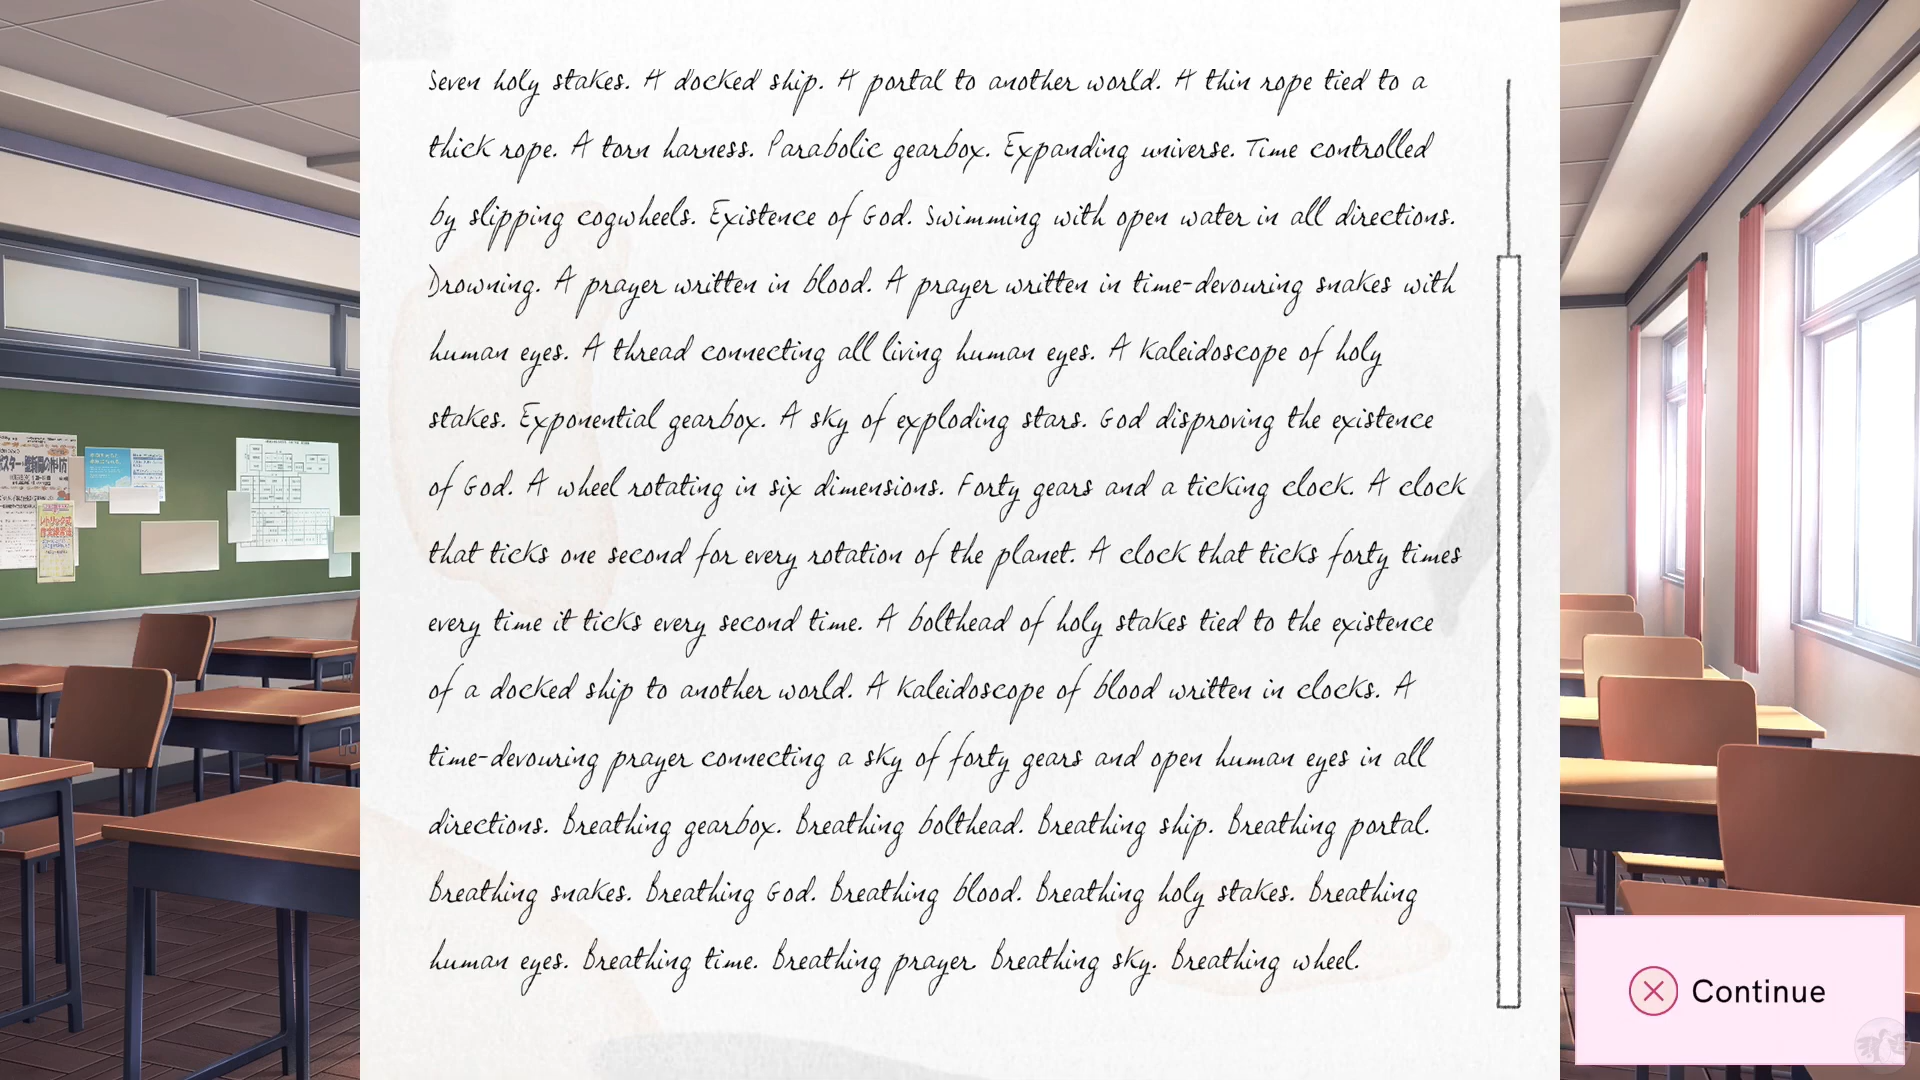 Seven holy stakes. A docked ship. A portal to another world. A thin rope tied to a
thick rope. A torn harness. Parabolic gearbox. Expanding universe. Time controlled
by slipping cogwheels. Existence of God. Swimming with open water in all directions.
Drowning. A prayer written in blood. A prayer written in time-devouring snakes with
human eyes. A thread connecting all living human eyes. A kaleidoscope of holy
stakes. Exponential gearbox. A sky of exploding stars. God disproving the existence
of God. A wheel rotating in six dimensions. Forty gears and a ticking clock. A clock
that ticks one second for every rotation of the planet. A clock that ticks forty times
every time it ticks every second time. A bolthead of holy stakes tied to the existence
of a docked ship to another world. A kaleidoscope of blood written in clocks. A
time-devouring prayer connecting a sky of forty gears and open human eyes in all
directions. Breathing gearbox. Breathing bolthead. Breathing ship. Breathing portal.
Breathing snakes. Breathing God. Breathing blood. Breathing holy stakes. Breathing
human eyes. Breathing time. Breathing prayer. Breathing sky. Breathing wheel.
Continue